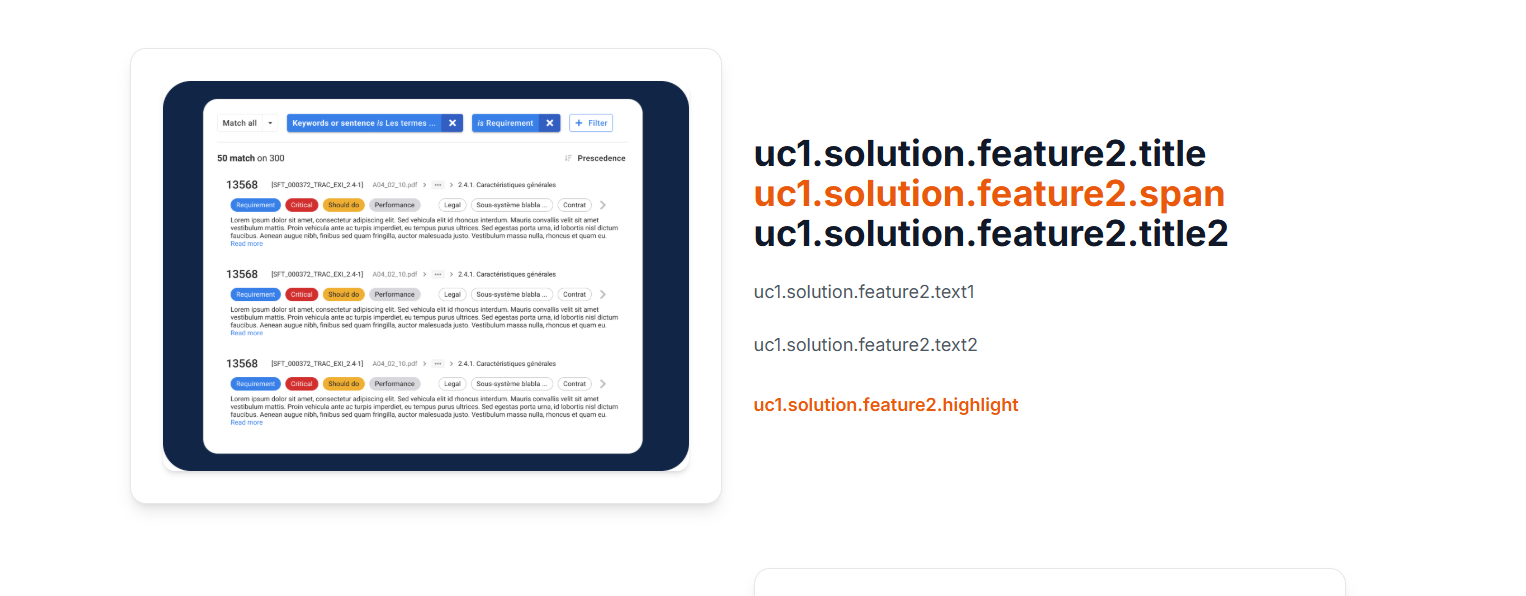 Match all
Keywords or sentence is Les termes ...
is Requirement
+ Filter
50 match on 300
Prescedence
13568 [SFT_000372_TRAC_EXI_2.4-1] A04_02_10.pdf > ... > 2.4.1. Caractéristiques générales
Requirement Critical Should do Performance Legal Sous-système blabla ... Contrat
Lorem ipsum dolor sit amet, consectetur adipiscing elit. Sed vehicula elit id rhoncus interdum. Mauris convallis velit sit amet
vestibulum mattis. Proin vehicula ante ac turpis imperdiet, eu tempus purus ultrices. Sed egestas porta urna, id lobortis nisl dictum
faucibus. Aenean augue nibh, finibus sed quam fringilla, auctor malesuada justo. Vestibulum massa nulla, rhoncus et quam eu.
Read more
13568 [SFT_000372_TRAC_EXI_2.4-1] A04_02_10.pdf > ... > 2.4.1. Caractéristiques générales
Requirement Critical Should do Performance Legal Sous-système blabla ... Contrat
Lorem ipsum dolor sit amet, consectetur adipiscing elit. Sed vehicula elit id rhoncus interdum. Mauris convallis velit sit amet
vestibulum mattis. Proin vehicula ante ac turpis imperdiet, eu tempus purus ultrices. Sed egestas porta urna, id lobortis nisl dictum
faucibus. Aenean augue nibh, finibus sed quam fringilla, auctor malesuada justo. Vestibulum massa nulla, rhoncus et quam eu.
Read more
13568 [SFT_000372_TRAC_EXI_2.4-1] A04_02_10.pdf > ... > 2.4.1. Caractéristiques générales
Requirement Critical Should do Performance Legal Sous-système blabla ... Contrat
Lorem ipsum dolor sit amet, consectetur adipiscing elit. Sed vehicula elit id rhoncus interdum. Mauris convallis velit sit amet
vestibulum mattis. Proin vehicula ante ac turpis imperdiet, eu tempus purus ultrices. Sed egestas porta urna, id lobortis nisl dictum
faucibus. Aenean augue nibh, finibus sed quam fringilla, auctor malesuada justo. Vestibulum massa nulla, rhoncus et quam eu.
Read more
uc1.solution.feature2.title
uc1.solution.feature2.span
uc1.solution.feature2.title2
uc1.solution.feature2.text1
uc1.solution.feature2.text2
uc1.solution.feature2.highlight